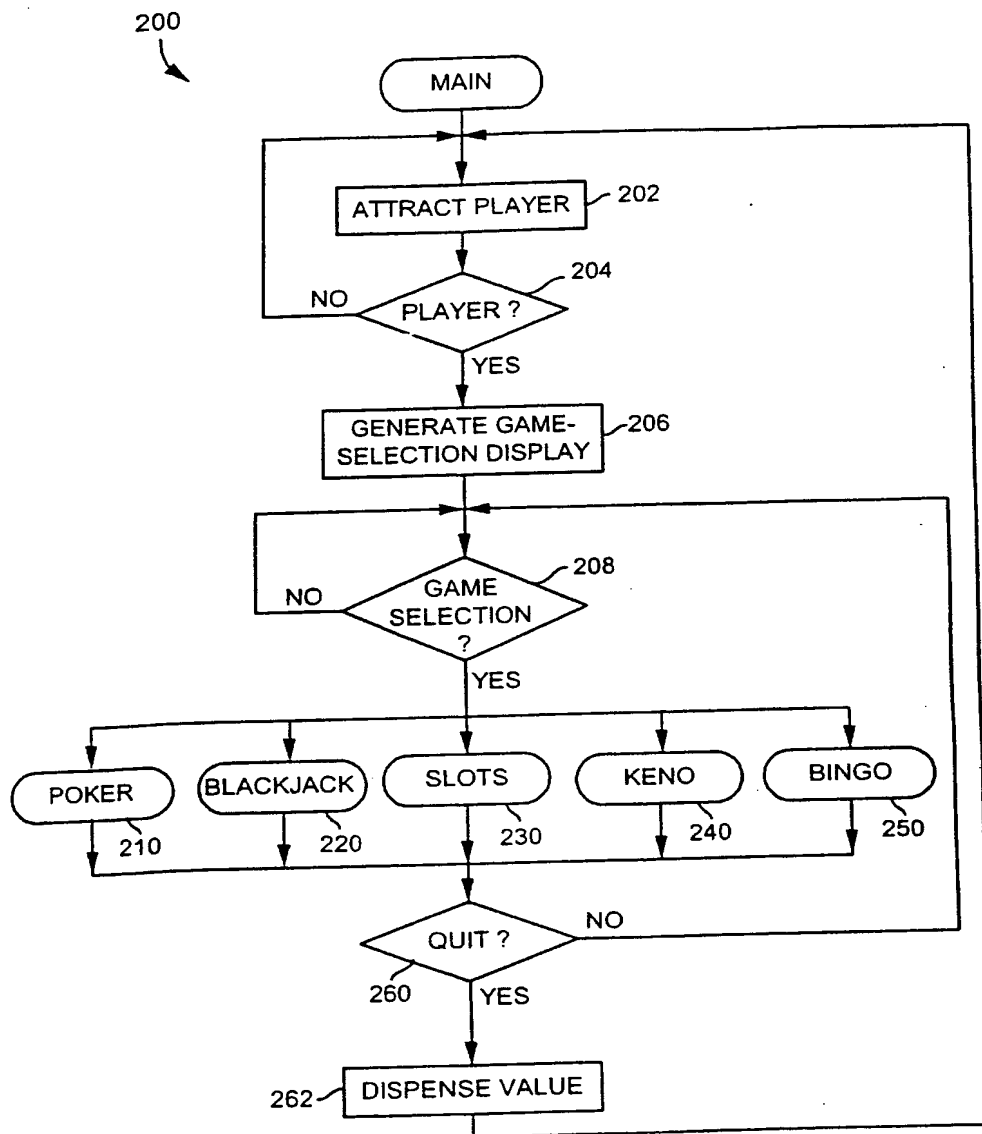 200
MAIN
ATTRACT PLAYER
202
204
NO
PLAYER ?
YES
GENERATE GAME-
SELECTION DISPLAY
206
208
NO
GAME
SELECTION
?
YES
POKER
BLACKJACK
SLOTS
KENO
BINGO
210
220
230
240
250
QUIT ?
NO
260
YES
262
DISPENSE VALUE